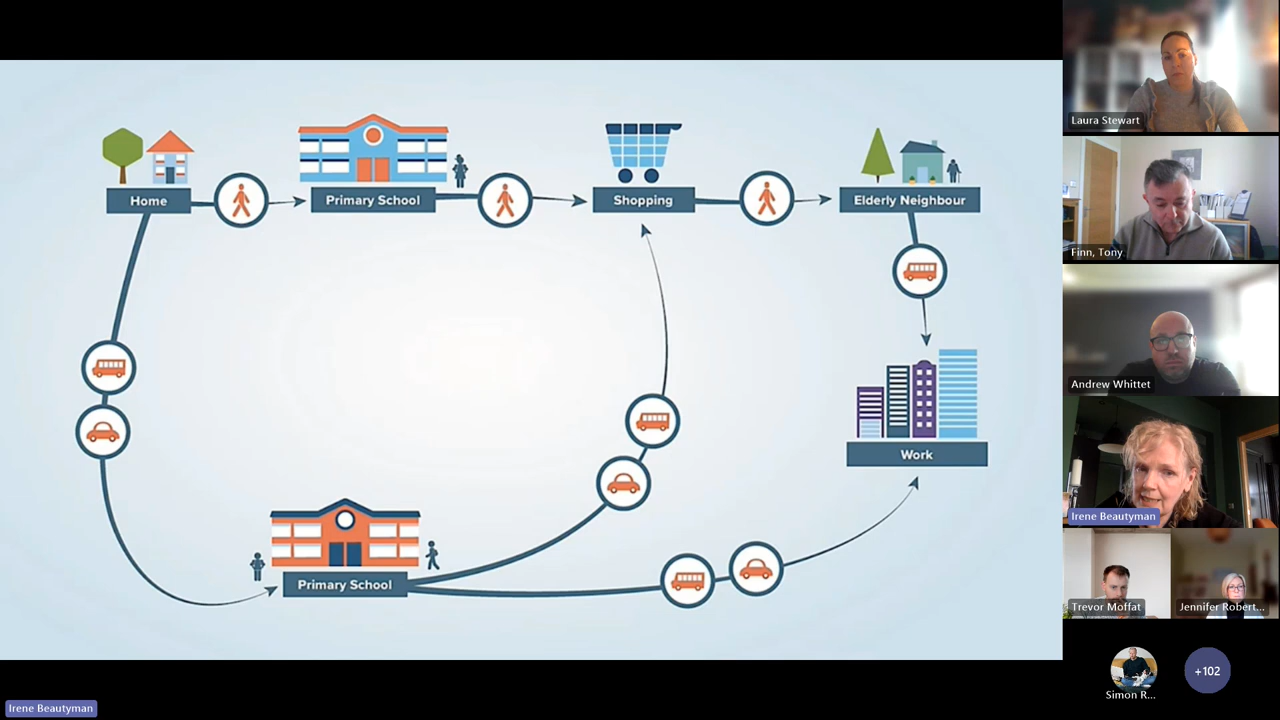 Home
Primary School
Shopping
Elderly Neighbour
Work
Primary School
Laura Stewart
Finn, Tony
Andrew Whittet
Irene Beautyman
Trevor Moffat
Jennifer Robert...
Simon R...
+102
Irene Beautyman